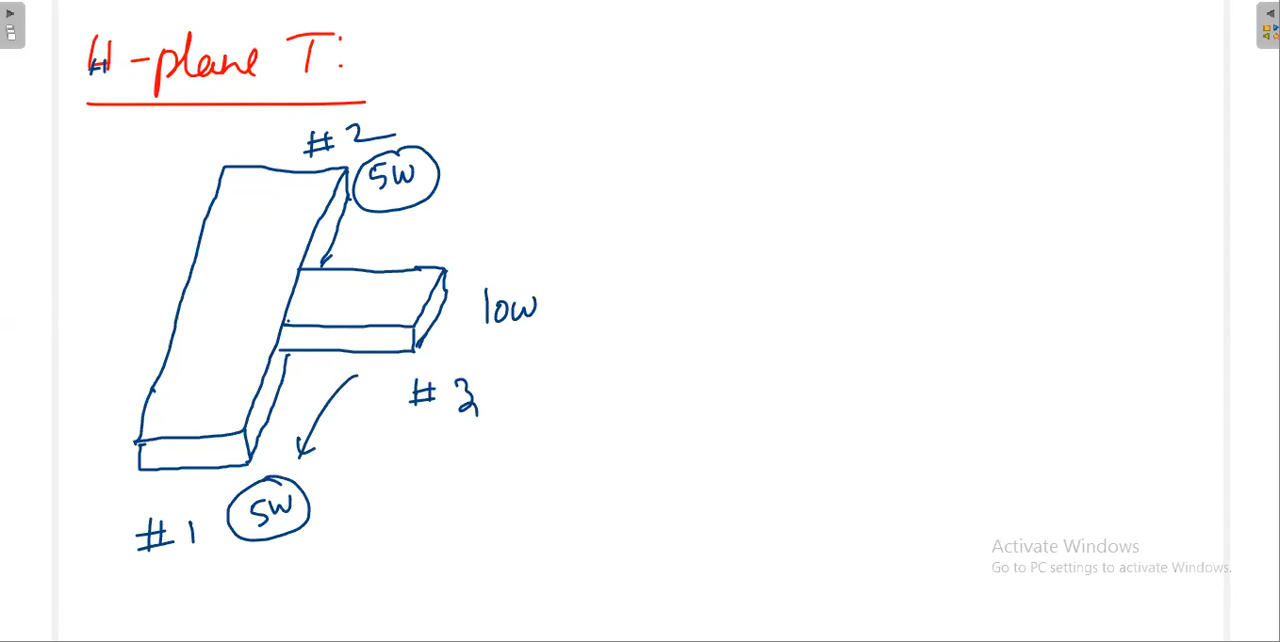 H-plane T:
#2
5W
10W
#3
5W
#1
Activate Windows
Go to PC settings to activate Windows.